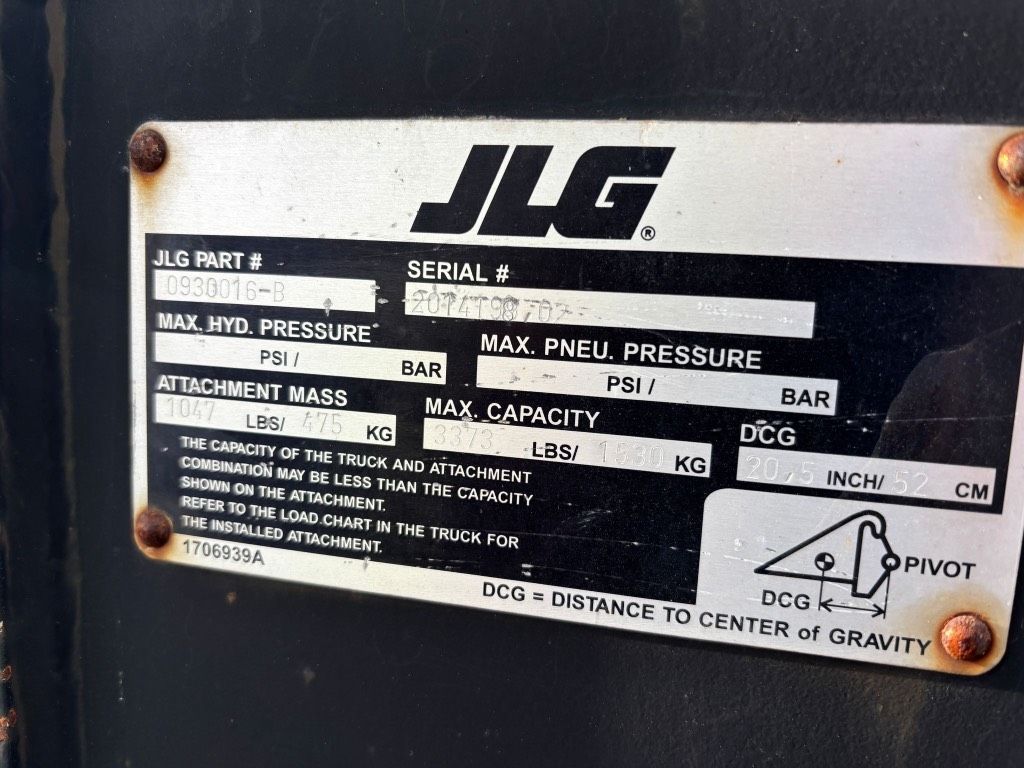 JLG®
JLG PART #
0930016-B
SERIAL #
MAX. HYD. PRESSURE
PSI / BAR
MAX. PNEU. PRESSURE
PSI / BAR
ATTACHMENT MASS
1047 LBS/ 475 KG
MAX. CAPACITY
3373 LBS/ 1530 KG
DCG
20,5 INCH/ 52 CM
THE CAPACITY OF THE TRUCK AND ATTACHMENT
COMBINATION MAY BE LESS THAN THE CAPACITY
SHOWN ON THE ATTACHMENT.
REFER TO THE LOAD CHART IN THE TRUCK FOR
THE INSTALLED ATTACHMENT.
1706939A
PIVOT
DCG
DCG = DISTANCE TO CENTER of GRAVITY